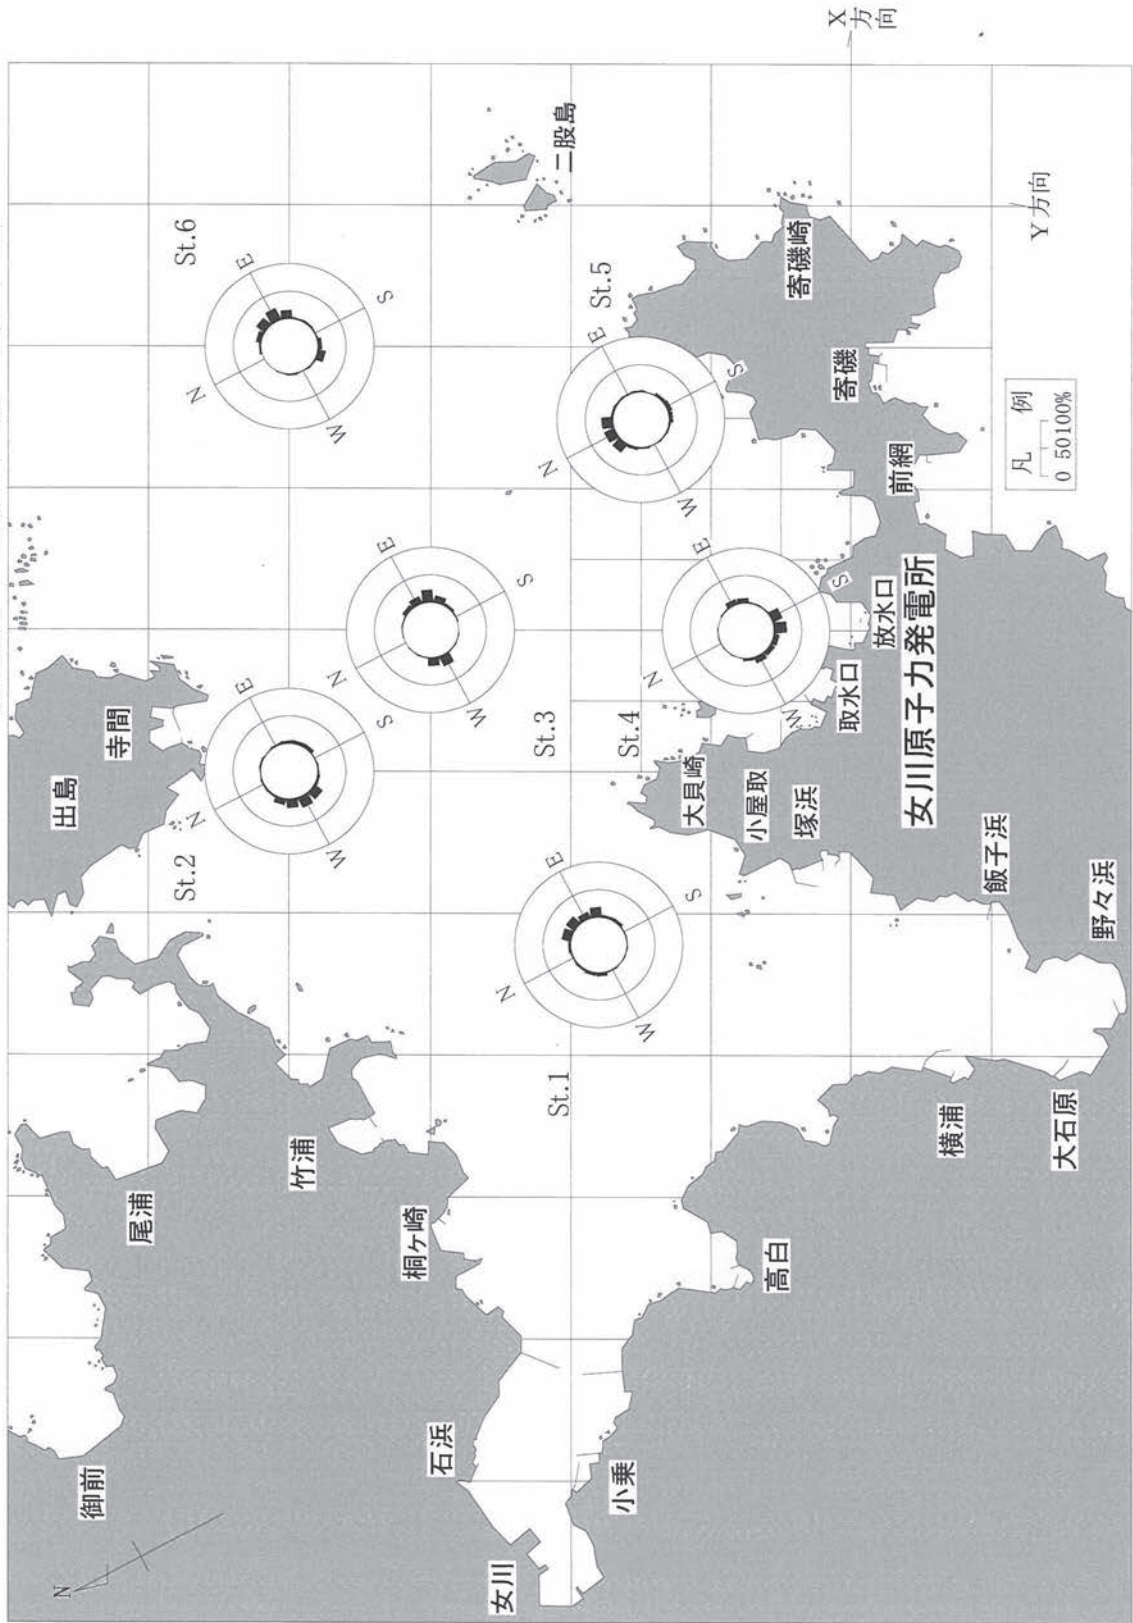 N
御前
尾浦
竹浦
桐ヶ崎
石浜
女川
小乗
高白
横浦
大石原
野々浜
飯子浜
塚浜
小屋取
大貝崎
取水口
放水口
女川原子力発電所
前網
寄磯
寄磯崎
二股島
出島
寺間
St.1
N
E
S
W
St.2
N
E
S
W
St.3
N
E
S
W
St.4
N
E
S
W
St.5
N
E
S
W
St.6
N
E
S
W
X方向
Y方向
凡 例
0 50100%